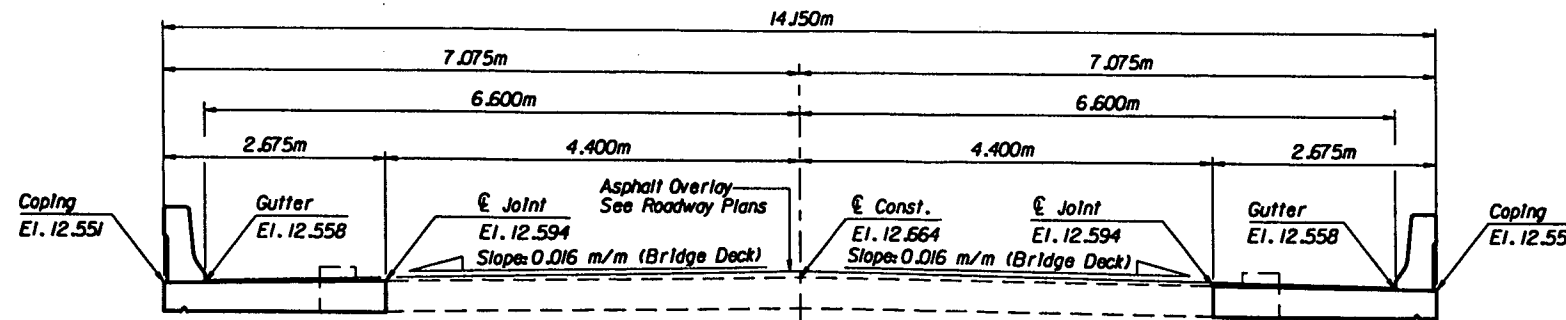 14.150m
7.075m
7.075m
6.600m
6.600m
2.675m
4.400m
4.400m
2.675m
Coping
El. 12.551
Gutter
El. 12.558
℄ Joint
El. 12.594
Slope: 0.016 m/m (Bridge Deck)
Asphalt Overlay
See Roadway Plans
℄ Const.
El. 12.664
℄ Joint
El. 12.594
Slope: 0.016 m/m (Bridge Deck)
Gutter
El. 12.558
Coping
El. 12.55